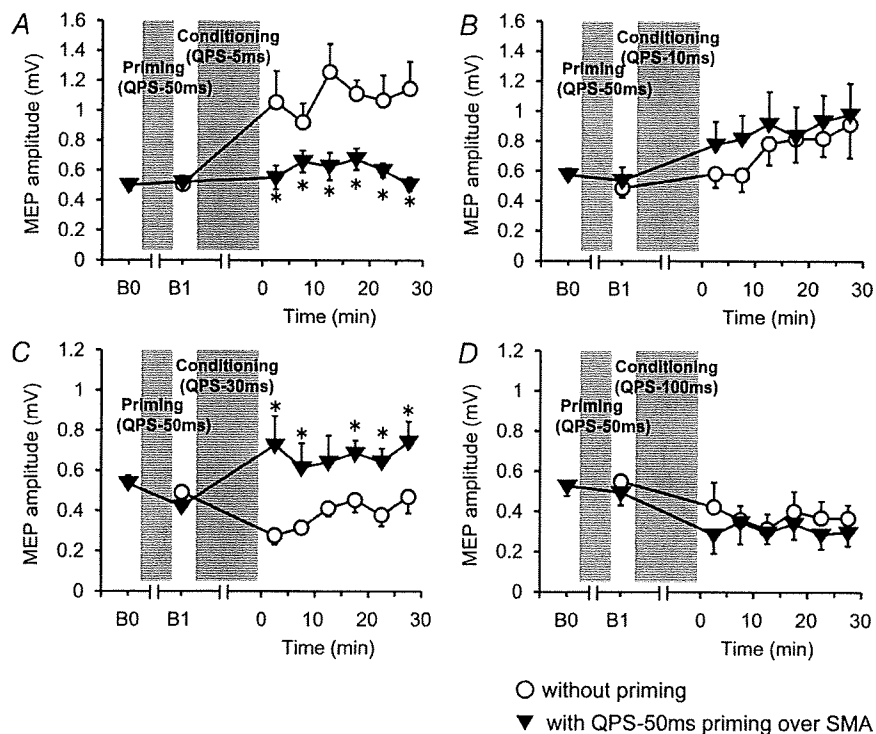 A
MEP amplitude (mV)
1.6
1.4
1.2
1
0.8
0.6
0.4
0.2
0
Priming
(QPS-50ms)
Conditioning
(QPS-5ms)
* * * * * *
B0 B1 0 10 20 30
Time (min)
B
MEP amplitude (mV)
1.6
1.4
1.2
1
0.8
0.6
0.4
0.2
0
Priming
(QPS-50ms)
Conditioning
(QPS-10ms)
B0 B1 0 10 20 30
Time (min)
C
MEP amplitude (mV)
1.2
1
0.8
0.6
0.4
0.2
0
Priming
(QPS-50ms)
Conditioning
(QPS-30ms)
* * * * *
B0 B1 0 10 20 30
Time (min)
D
MEP amplitude (mV)
1.2
1
0.8
0.6
0.4
0.2
0
Priming
(QPS-50ms)
Conditioning
(QPS-100ms)
B0 B1 0 10 20 30
Time (min)
without priming
with QPS-50ms priming over SMA